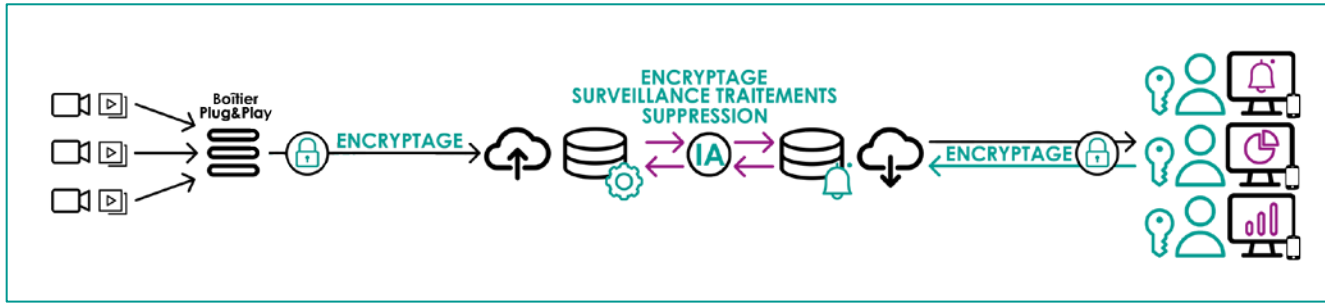 Boîtier
Plug&Play
ENCRYPTAGE
ENCRYPTAGE
SURVEILLANCE TRAITEMENTS
SUPPRESSION
IA
ENCRYPTAGE